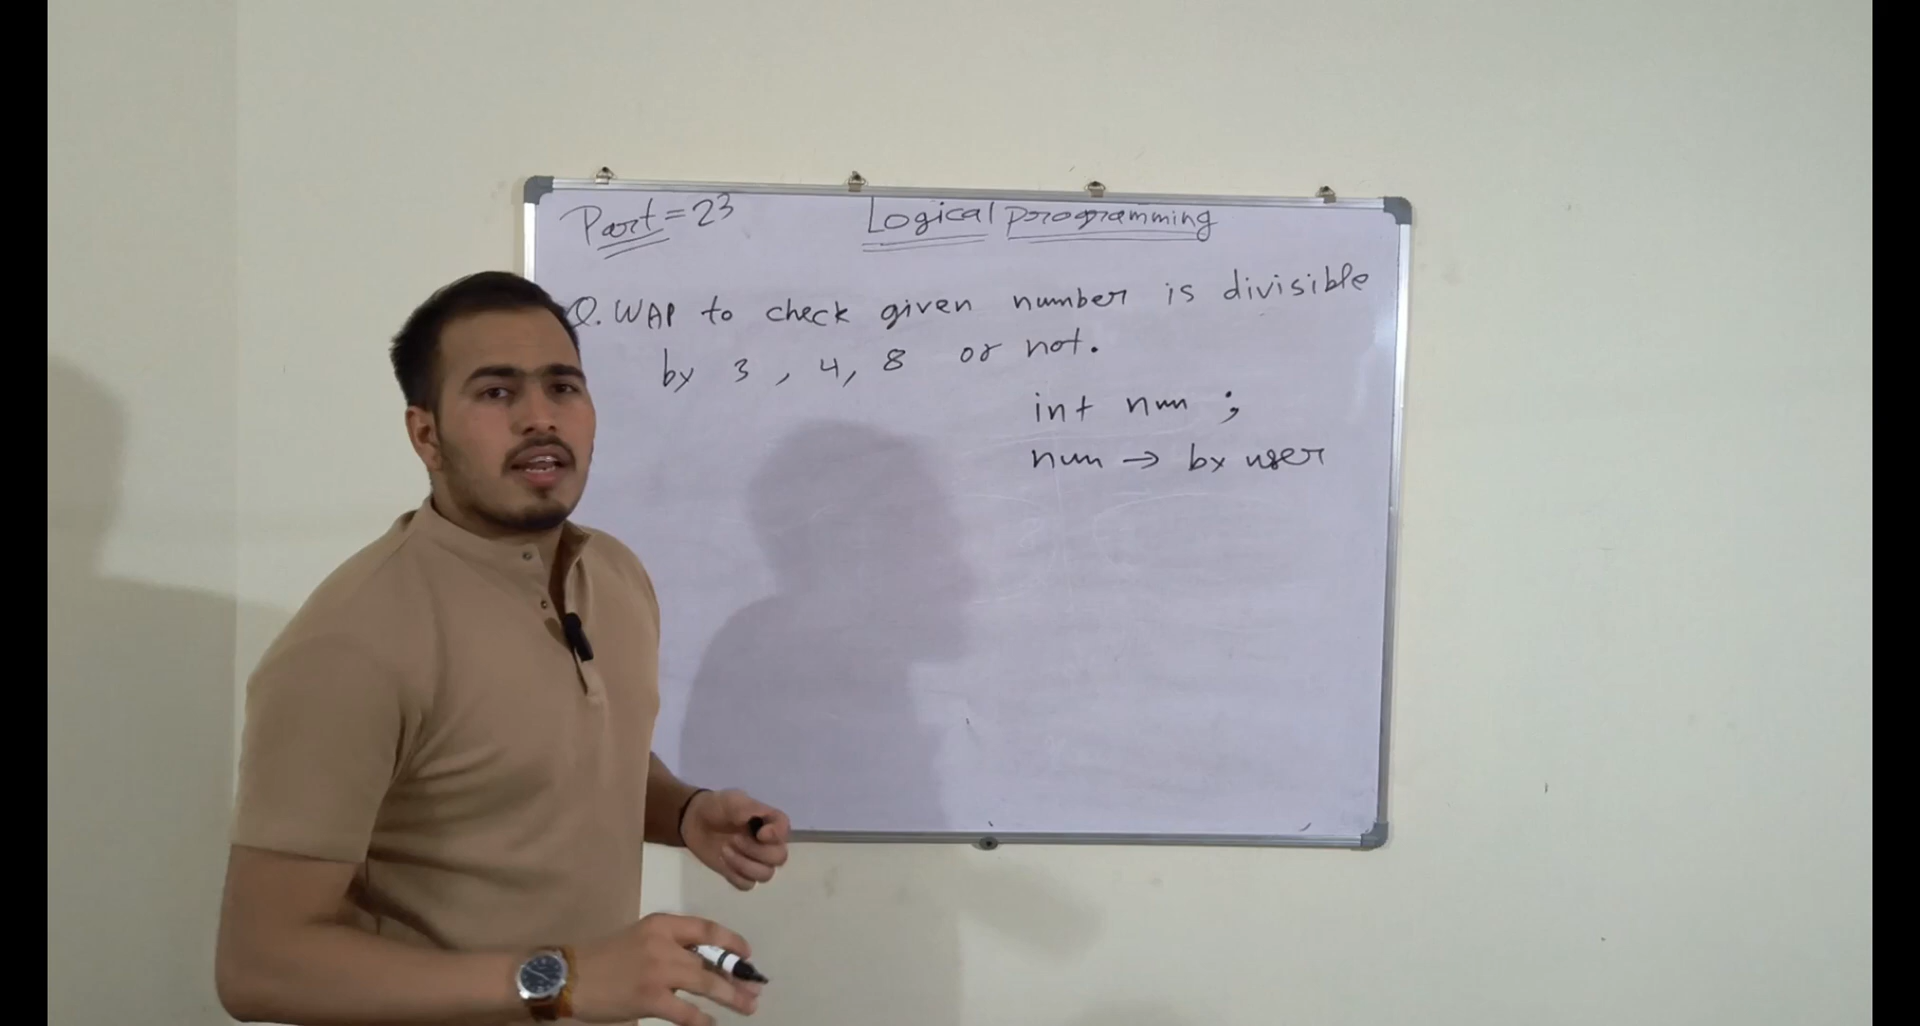 Part = 23
Logical programming
Q. WAP to check given number is divisible
by 3, 4, 8 or not.
int num ;
num → by user